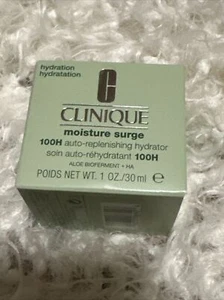 hydration
hydratation
CLINIQUE
moisture surge
100H auto-replenishing hydrator
soin auto-réhydratant 100H
ALOE BIOFERMENT + HA
POIDS NET WT. 1 OZ./30 ml e